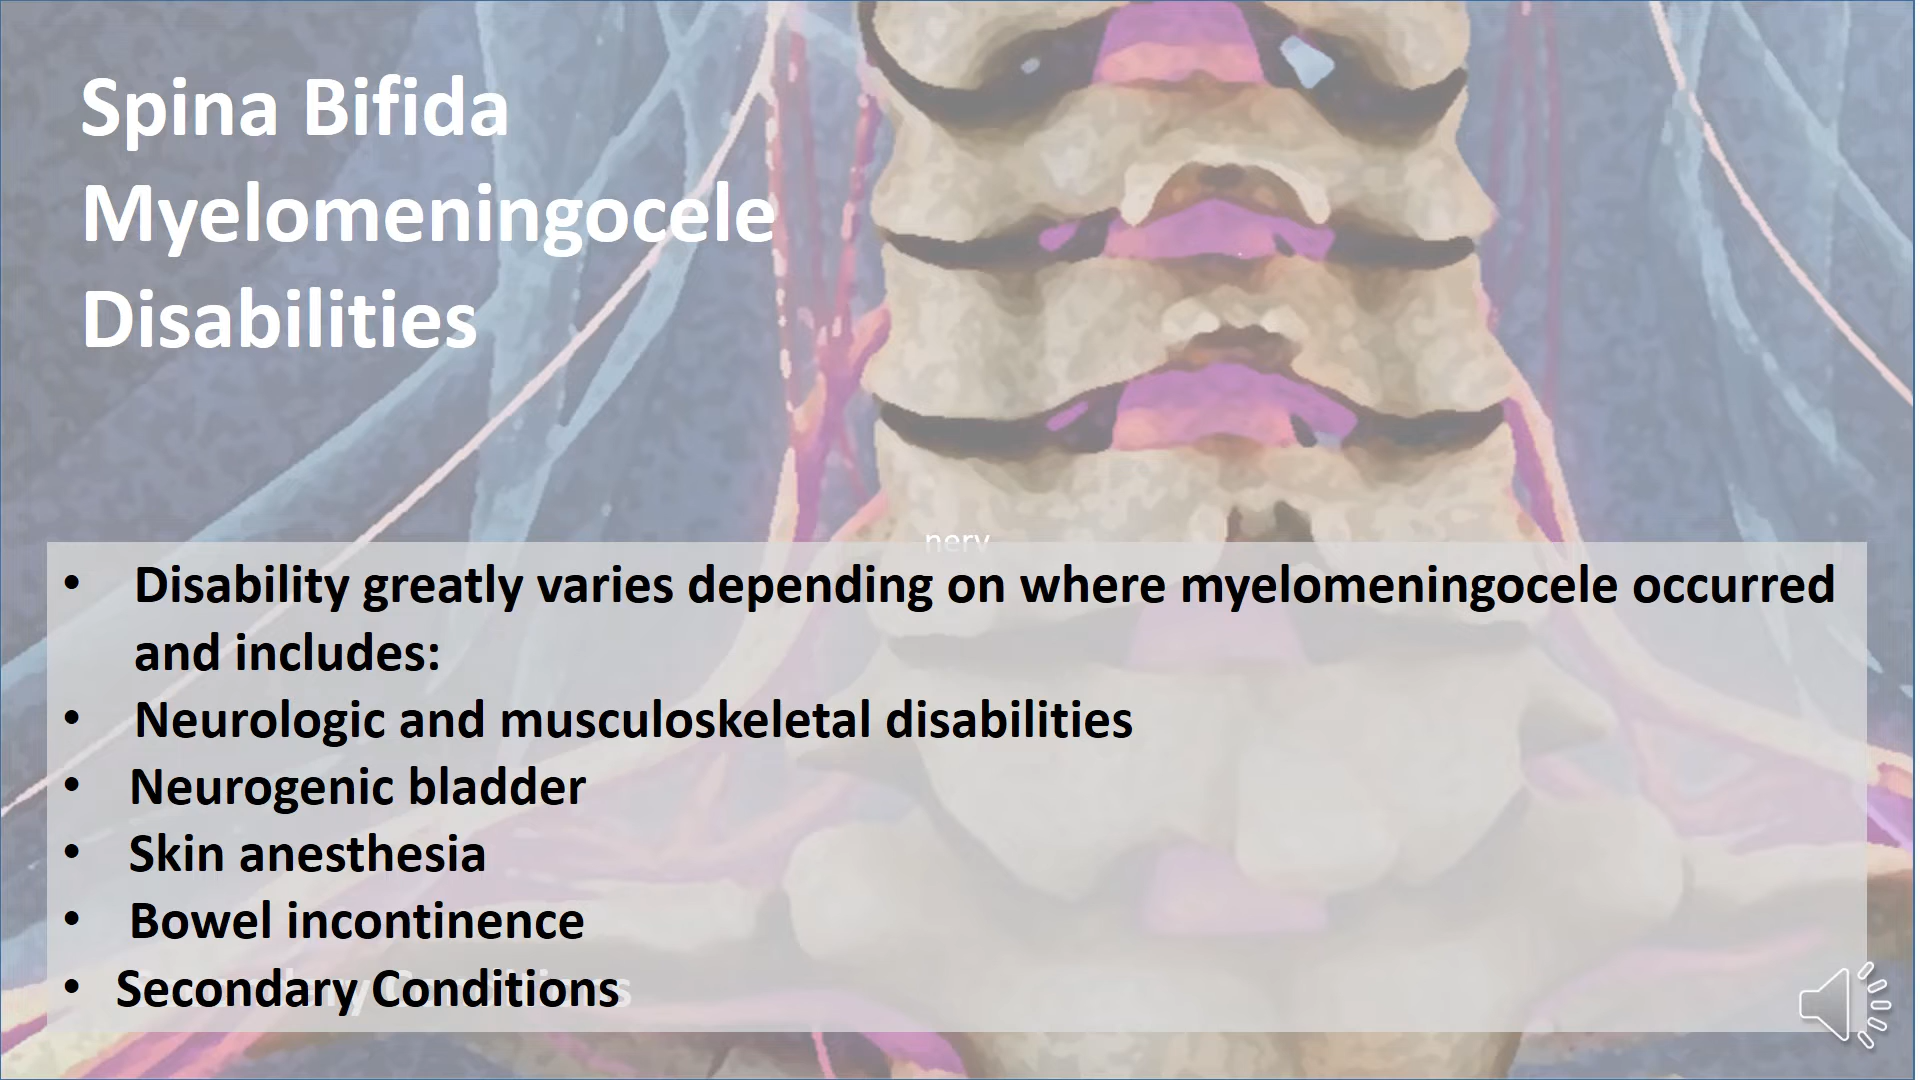 Spina Bifida
Myelomeningocele
Disabilities
nerv
• Disability greatly varies depending on where myelomeningocele occurred
and includes:
• Neurologic and musculoskeletal disabilities
• Neurogenic bladder
• Skin anesthesia
• Bowel incontinence
• Secondary Conditions